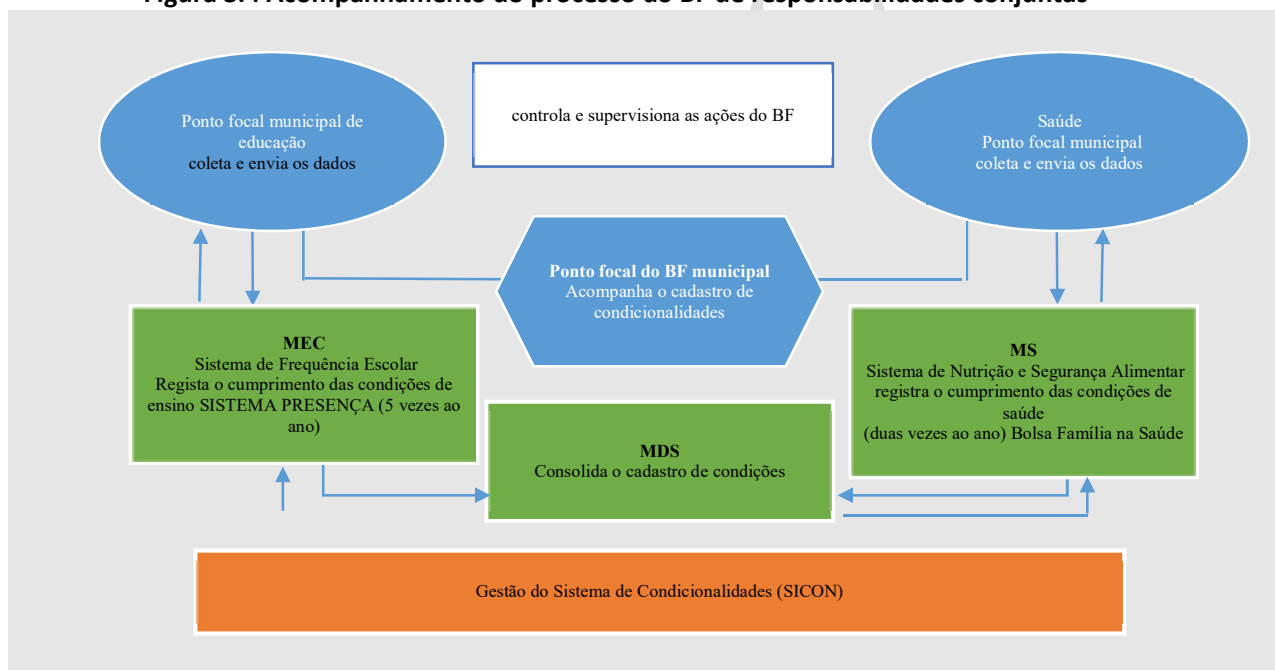 Ponto focal municipal de
educação
coleta e envia os dados
controla e supervisiona as ações do BF
Saúde
Ponto focal municipal
coleta e envia os dados
Ponto focal do BF municipal
Acompanha o cadastro de
condicionalidades
MEC
Sistema de Frequência Escolar
Regista o cumprimento das condições de
ensino SISTEMA PRESENÇA (5 vezes ao
ano)
MS
Sistema de Nutrição e Segurança Alimentar
registra o cumprimento das condições de
saúde
(duas vezes ao ano) Bolsa Família na Saúde
MDS
Consolida o cadastro de condições
Gestão do Sistema de Condicionalidades (SICON)